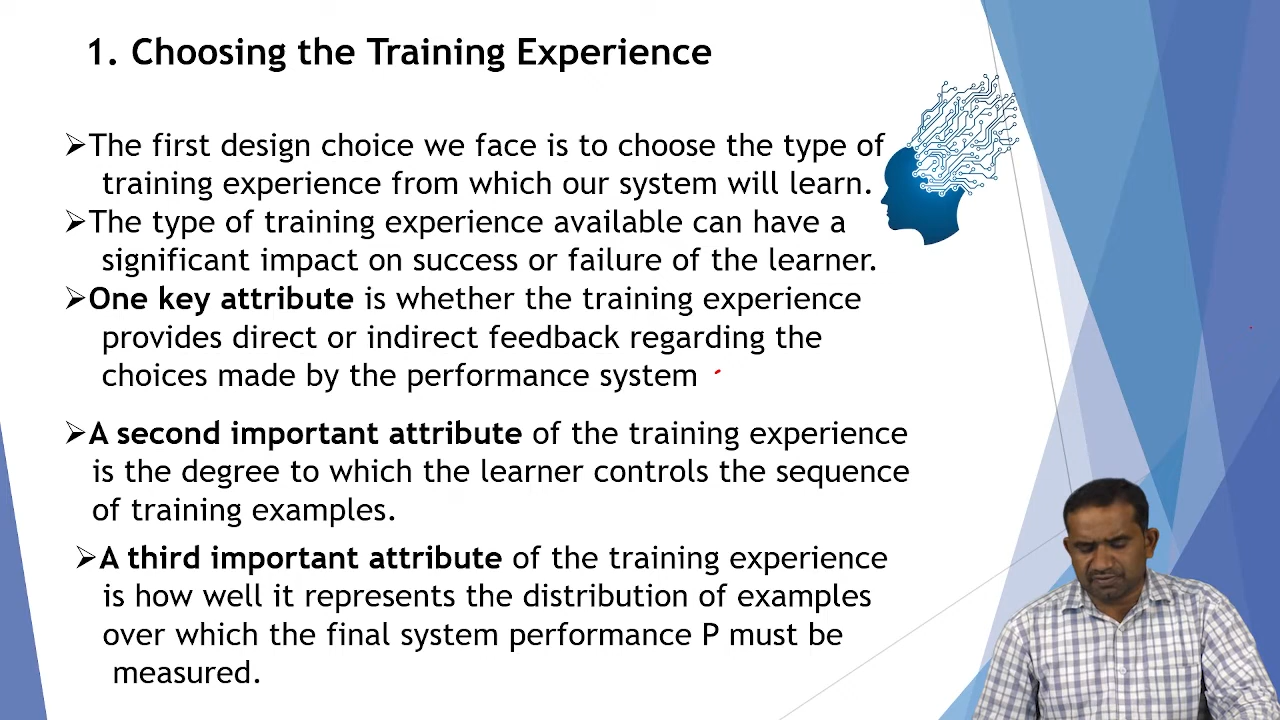 1. Choosing the Training Experience
➢The first design choice we face is to choose the type of
training experience from which our system will learn.
➢The type of training experience available can have a
significant impact on success or failure of the learner.
➢One key attribute is whether the training experience
provides direct or indirect feedback regarding the
choices made by the performance system
➢A second important attribute of the training experience
is the degree to which the learner controls the sequence
of training examples.
➢A third important attribute of the training experience
is how well it represents the distribution of examples
over which the final system performance P must be
measured.